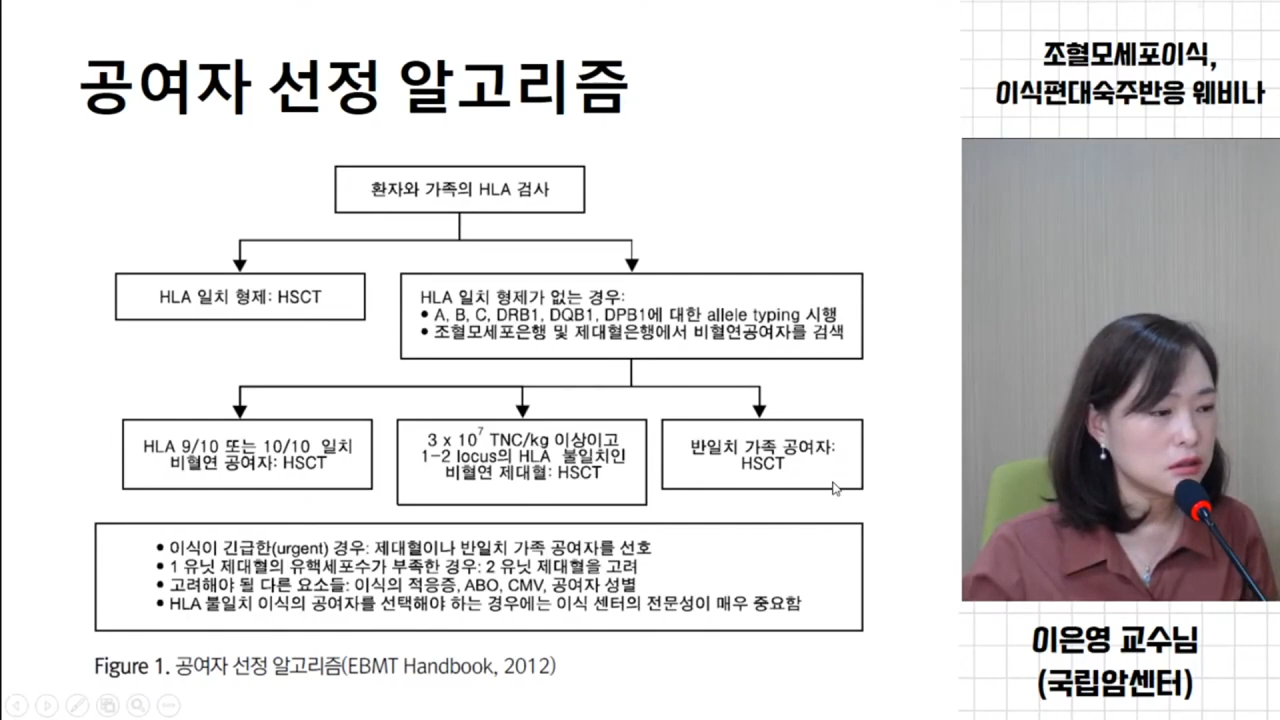 공여자 선정 알고리즘
환자와 가족의 HLA 검사
HLA 일치 형제: HSCT
HLA 일치 형제가 없는 경우:
• A, B, C, DRB1, DQB1, DPB1에 대한 allele typing 시행
• 조혈모세포은행 및 제대혈은행에서 비혈연공여자를 검색
HLA 9/10 또는 10/10 일치
비혈연 공여자: HSCT
3 x 10⁷ TNC/kg 이상이고
1-2 locus의 HLA 불일치인
비혈연 제대혈: HSCT
반일치 가족 공여자:
HSCT
• 이식이 긴급한(urgent) 경우: 제대혈이나 반일치 가족 공여자를 선호
• 1 유닛 제대혈의 유핵세포수가 부족한 경우: 2 유닛 제대혈을 고려
• 고려해야 될 다른 요소들: 이식의 적응증, ABO, CMV, 공여자 성별
• HLA 불일치 이식의 공여자를 선택해야 하는 경우에는 이식 센터의 전문성이 매우 중요함
Figure 1. 공여자 선정 알고리즘(EBMT Handbook, 2012)
조혈모세포이식,
이식편대숙주반응 웨비나
이은영 교수님
(국립암센터)